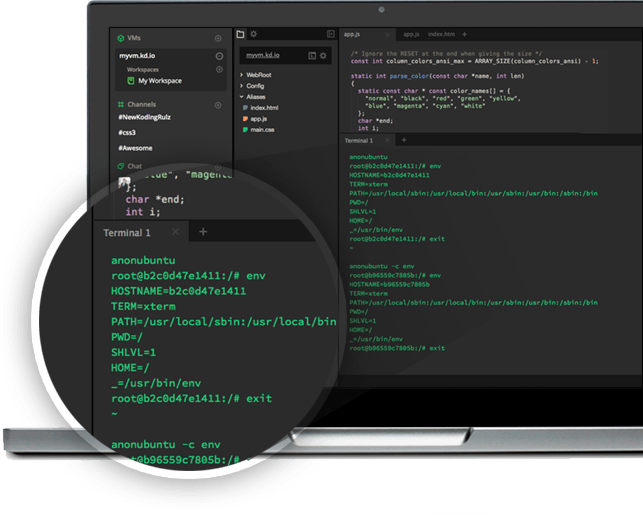 VMs
myvm.kd.io
Workspaces
My Workspace
Channels
#NewKodingRulz
#css3
#Awesome
Chat
myvm.kd.io
WebRoot
Config
Aliases
index.html
app.js
main.css
app.js
app.js
index.htm
/* Ignore the RESET at the end when giving the size */
const int column_colors_ansi_max = ARRAY_SIZE(column_colors_ansi) - 1;
static int parse_color(const char *name, int len)
{
static const char * const color_names[] = {
"normal", "black", "red", "green", "yellow",
"blue", "magenta", "cyan", "white"
};
char *end;
int i;
Terminal 1
anonubuntu
root@b2c0d47e1411:/# env
HOSTNAME=b2c0d47e1411
TERM=xterm
PATH=/usr/local/sbin:/usr/local/bin:/usr/sbin:/usr/bin:/sbin:/bin
PWD=/
SHLVL=1
HOME=/
_=/usr/bin/env
root@b2c0d47e1411:/# exit
~
anonubuntu -c env
root@b96559c7805b:/# env
HOSTNAME=b96559c7805b
TERM=xterm
PATH=/usr/local/sbin:/usr/local/bin:/usr/sbin:/usr/bin:/sbin:/bin
PWD=/
SHLVL=1
HOME=/
_=/usr/bin/env
root@b96559c7805b:/# exit
"magenta
};
char *end;
int i;
Terminal 1
anonubuntu
root@b2c0d47e1411:/# env
HOSTNAME=b2c0d47e1411
TERM=xterm
PATH=/usr/local/sbin:/usr/local/bin
PWD=/
SHLVL=1
HOME=/
_=/usr/bin/env
root@b2c0d47e1411:/# exit
~
anonubuntu -c env
root@b96559c7805b:/#